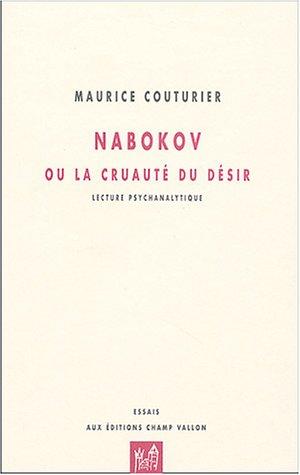 MAURICE COUTURIER
NABOKOV
OU LA CRUAUTÉ DU DÉSIR
LECTURE PSYCHANALYTIQUE
ESSAIS
AUX ÉDITIONS CHAMP VALLON